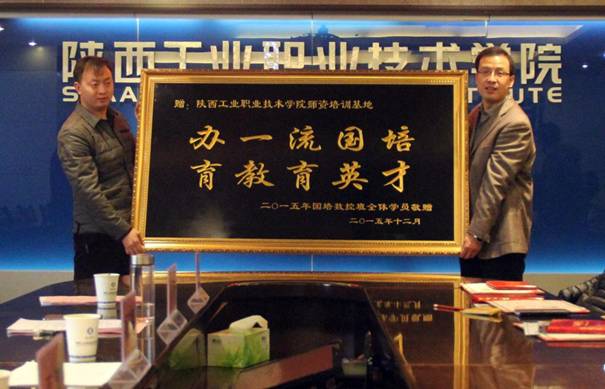 陕西工业职业技术学院
赠：陕西工业职业技术学院师资培训基地
办一流国培
育教育英才
二〇一五年国培数控班全体学员敬赠
二〇一五年十二月